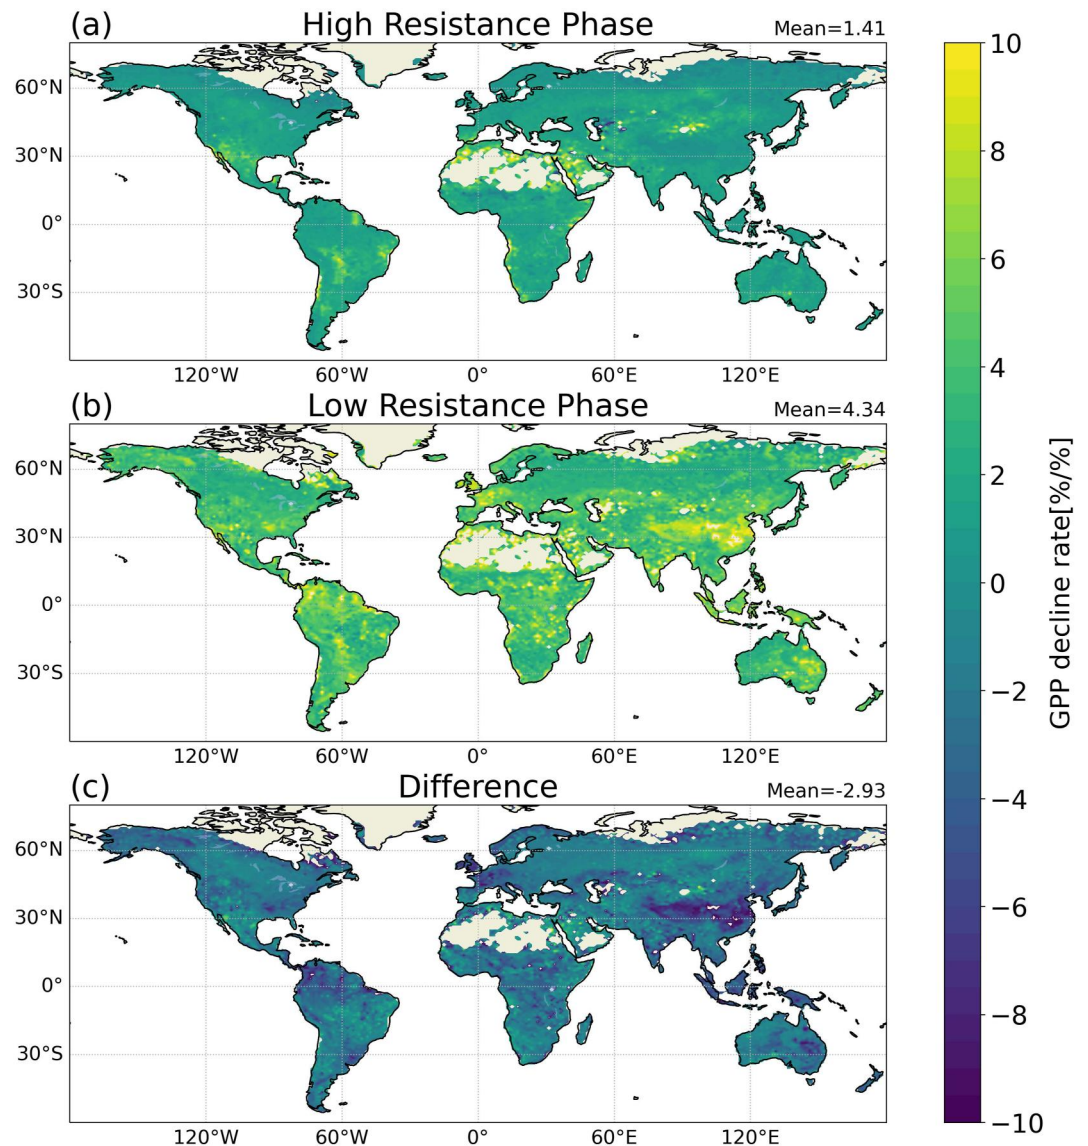 (a) High Resistance Phase Mean=1.41
60°N
30°N
0°
30°S
120°W 60°W 0° 60°E 120°E
(b) Low Resistance Phase Mean=4.34
60°N
30°N
0°
30°S
120°W 60°W 0° 60°E 120°E
(c) Difference Mean=-2.93
60°N
30°N
0°
30°S
120°W 60°W 0° 60°E 120°E
10
8
6
4
2
0
−2
−4
−6
−8
−10
GPP decline rate[%/%]